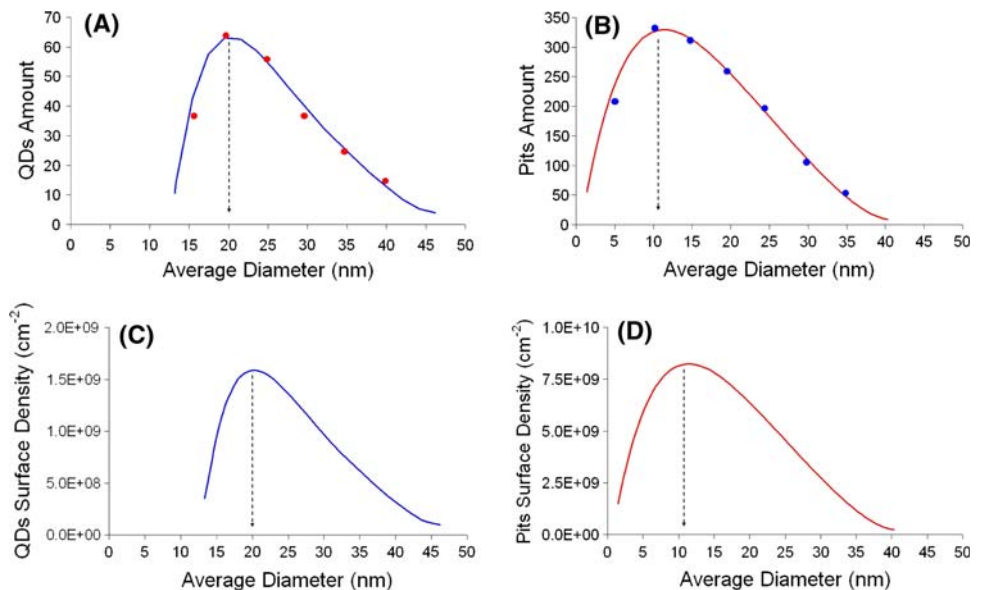 (A)
QDs Amount
70
60
50
40
30
20
10
0
0 5 10 15 20 25 30 35 40 45 50
Average Diameter (nm)
(B)
Pits Amount
350
300
250
200
150
100
50
0
0 5 10 15 20 25 30 35 40 45 50
Average Diameter (nm)
(C)
QDs Surface Density (cm⁻²)
2.0E+09
1.5E+09
1.0E+09
5.0E+08
0.0E+00
0 5 10 15 20 25 30 35 40 45 50
Average Diameter (nm)
(D)
Pits Surface Density (cm⁻²)
1.0E+10
7.5E+09
5.0E+09
2.5E+09
0.0E+00
0 5 10 15 20 25 30 35 40 45 50
Average Diameter (nm)